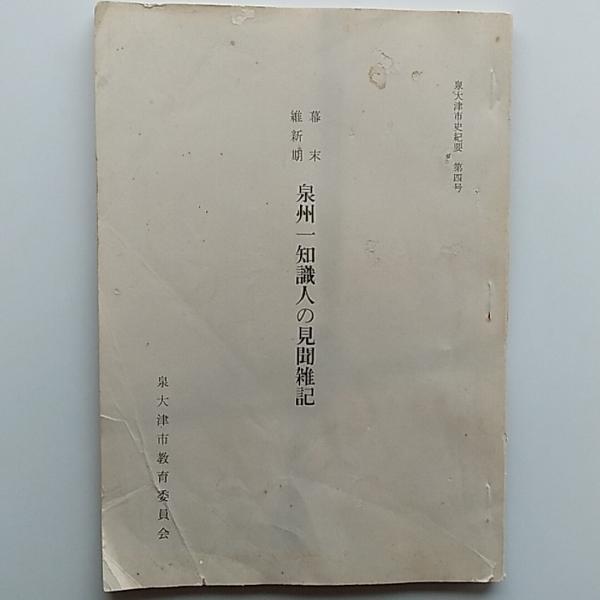 泉大津市史紀要 第四号
幕末
維新期
泉州一知識人の見聞雑記
泉大津市教育委員会